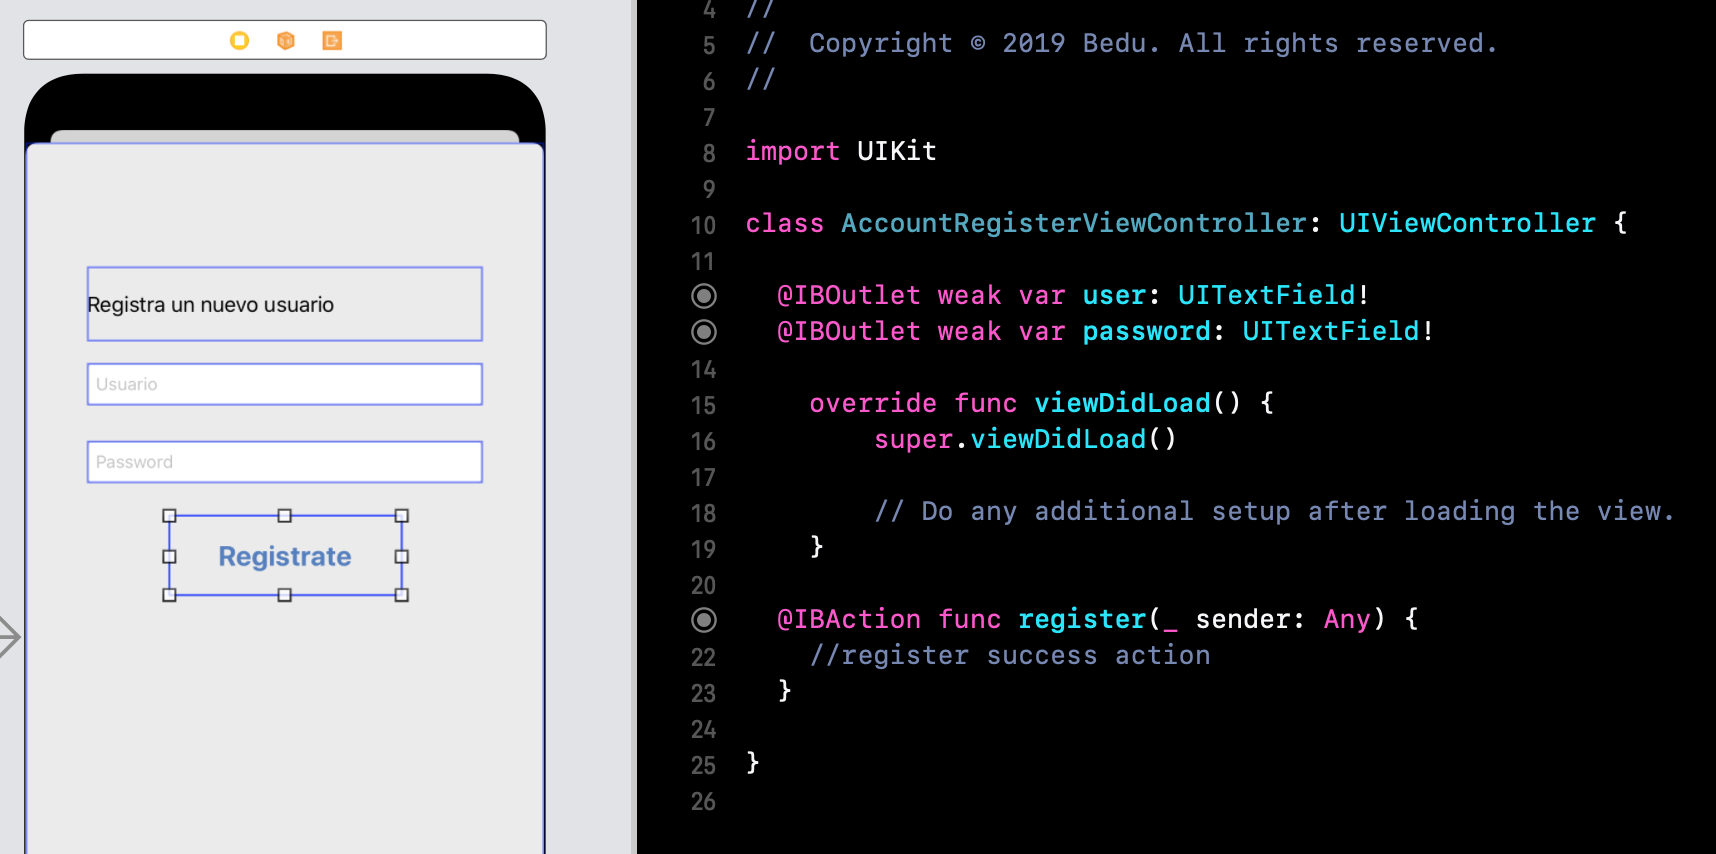 Registra un nuevo usuario
Usuario
Password
Registrate
4 //
5 //  Copyright © 2019 Bedu. All rights reserved.
6 //
7
8 import UIKit
9
10 class AccountRegisterViewController: UIViewController {
11
@IBOutlet weak var user: UITextField!
@IBOutlet weak var password: UITextField!
14
15 override func viewDidLoad() {
16 super.viewDidLoad()
17
18 // Do any additional setup after loading the view.
19 }
20
@IBAction func register(_ sender: Any) {
22 //register success action
23 }
24
25 }
26